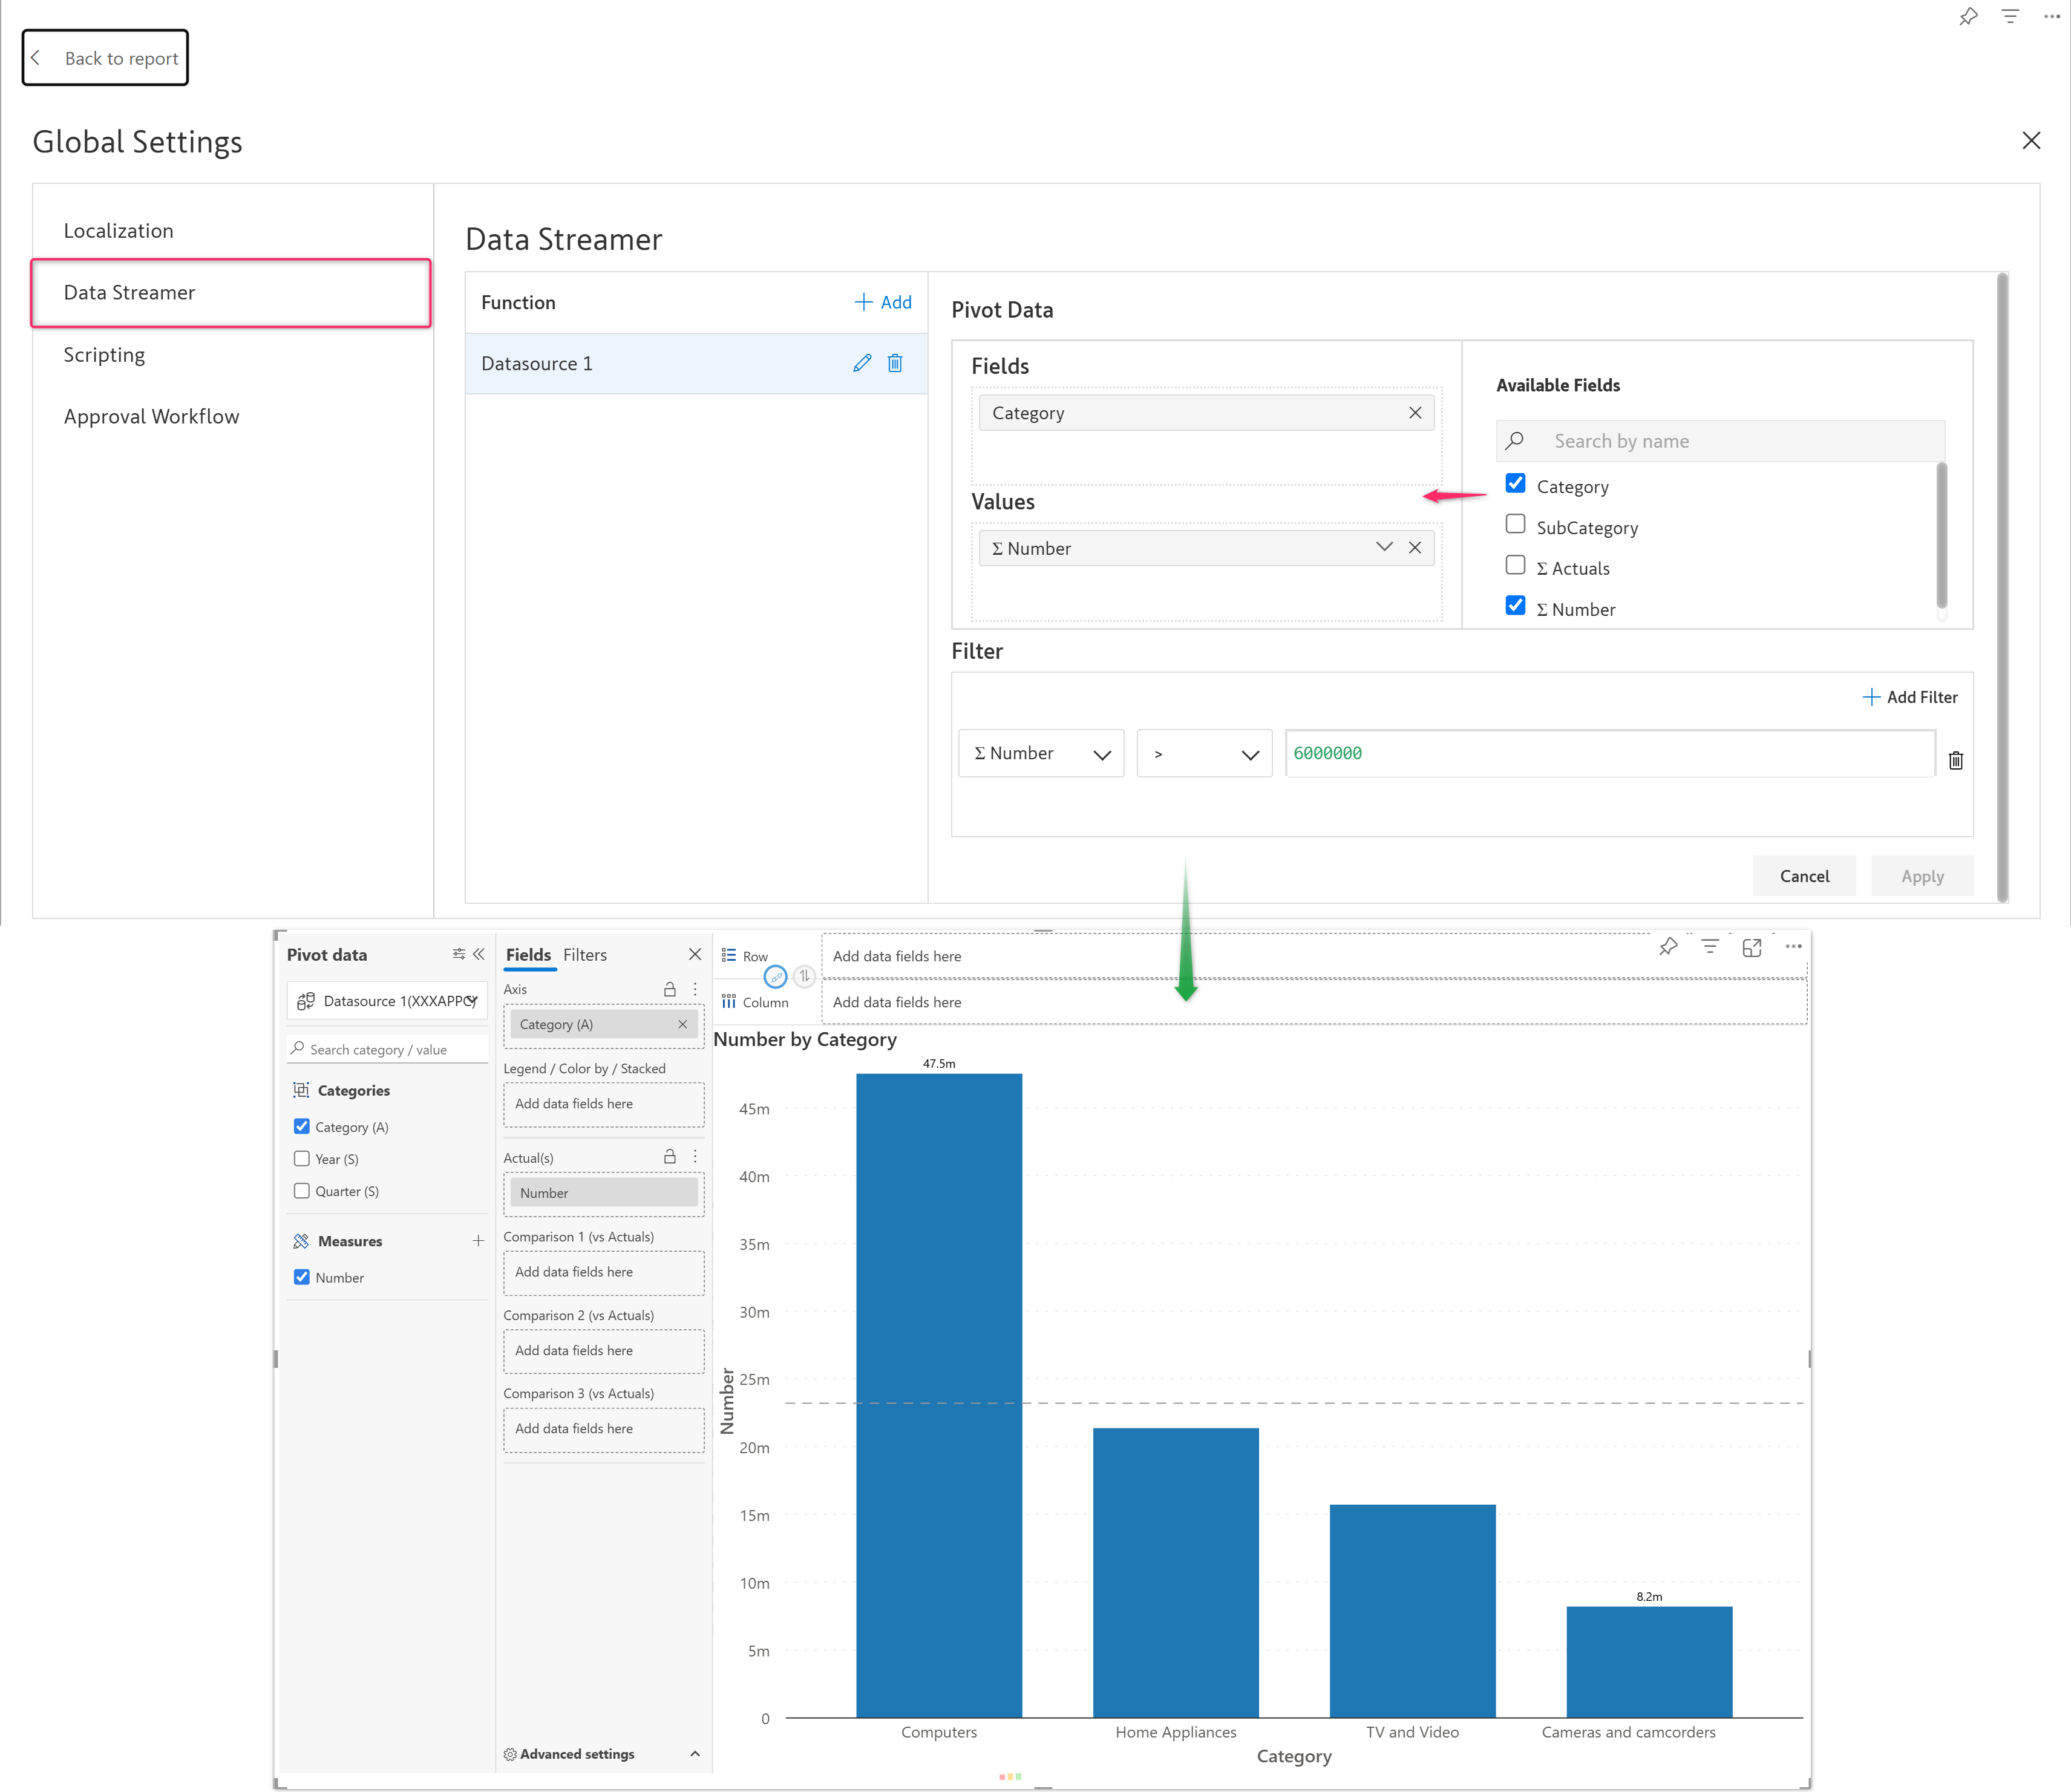 Back to report
Global Settings
Localization
Data Streamer
Scripting
Approval Workflow
Data Streamer
Function
Add
Datasource 1
Pivot Data
Fields
Category
Values
Σ Number
Available Fields
Search by name
Category
SubCategory
Σ Actuals
Σ Number
Filter
Add Filter
Σ Number
>
6000000
Cancel
Apply
Pivot data
Datasource 1(XXXAPPC
Search category / value
Categories
Category (A)
Year (S)
Quarter (S)
Measures
Number
Fields
Filters
Axis
Category (A)
Legend / Color by / Stacked
Add data fields here
Actual(s)
Number
Comparison 1 (vs Actuals)
Add data fields here
Comparison 2 (vs Actuals)
Add data fields here
Comparison 3 (vs Actuals)
Add data fields here
Advanced settings
Row
Add data fields here
Column
Add data fields here
Number by Category
47.5m
45m
40m
35m
30m
25m
20m
15m
10m
5m
0
Number
8.2m
Computers
Home Appliances
TV and Video
Cameras and camcorders
Category